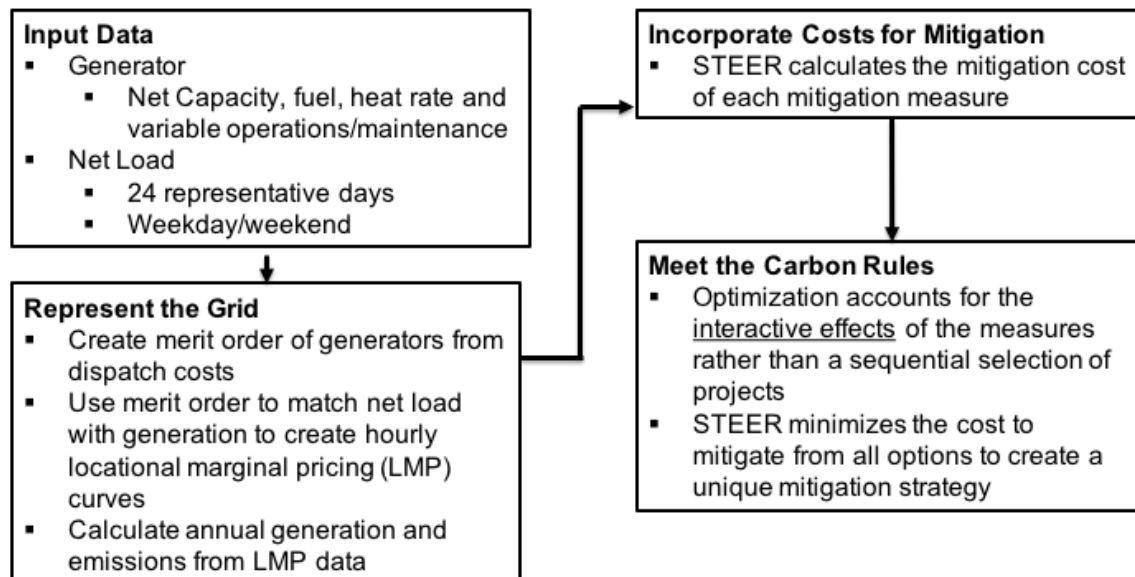 Input Data
▪ Generator
▪ Net Capacity, fuel, heat rate and
variable operations/maintenance
▪ Net Load
▪ 24 representative days
▪ Weekday/weekend
Represent the Grid
▪ Create merit order of generators from
dispatch costs
▪ Use merit order to match net load
with generation to create hourly
locational marginal pricing (LMP)
curves
▪ Calculate annual generation and
emissions from LMP data
Incorporate Costs for Mitigation
▪ STEER calculates the mitigation cost
of each mitigation measure
Meet the Carbon Rules
▪ Optimization accounts for the
interactive effects of the measures
rather than a sequential selection of
projects
▪ STEER minimizes the cost to
mitigate from all options to create a
unique mitigation strategy